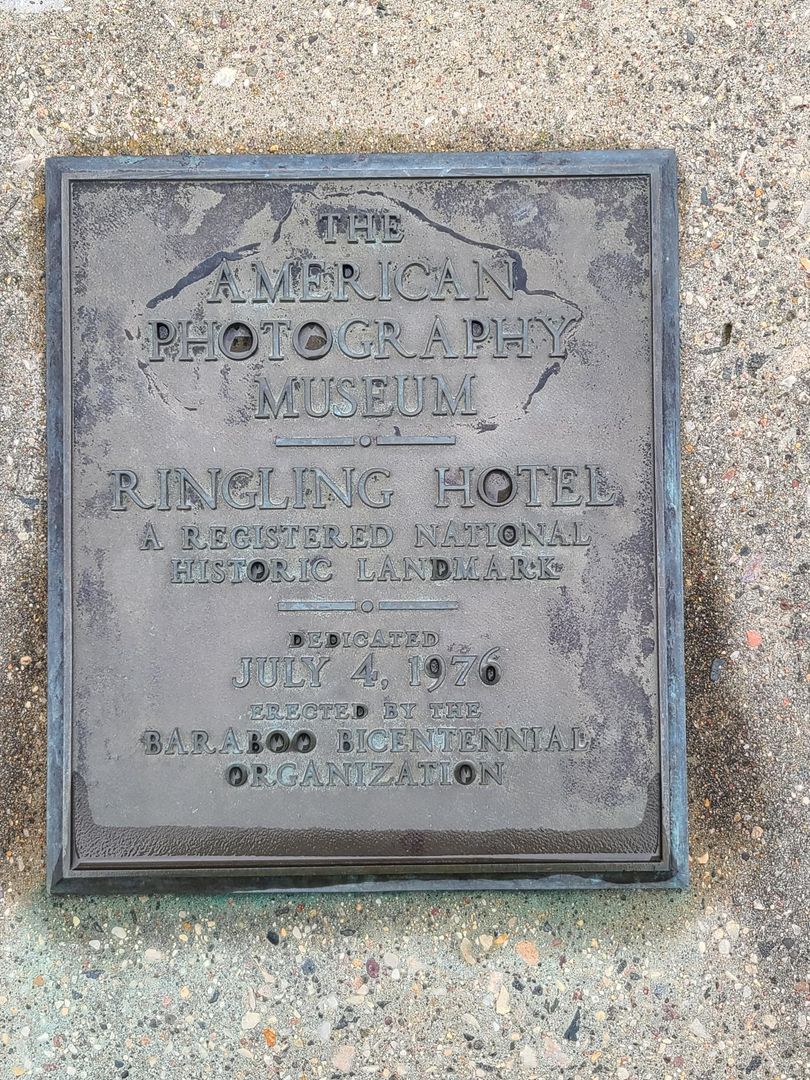 THE
AMERICAN
PHOTOGRAPHY
MUSEUM
RINGLING HOTEL
A REGISTERED NATIONAL
HISTORIC LANDMARK
DEDICATED
JULY 4, 1976
ERECTED BY THE
BARABOO BICENTENNIAL
ORGANIZATION